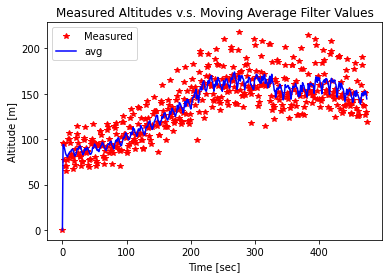 Measured Altitudes v.s. Moving Average Filter Values
Measured
avg
Altitude [m]
200
150
100
50
0
0
100
200
300
400
Time [sec]